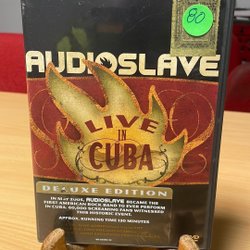 80
AUDIOSLAVE
LIVE
IN
CUBA
DELUXE EDITION
IN MAY 2005, AUDIOSLAVE BECAME THE
FIRST AMERICAN ROCK BAND TO EVER PERFORM
IN CUBA. 60,000 SCREAMING FANS WITNESSED
THIS HISTORIC EVENT.
APPROX. RUNNING TIME 130 MINUTES